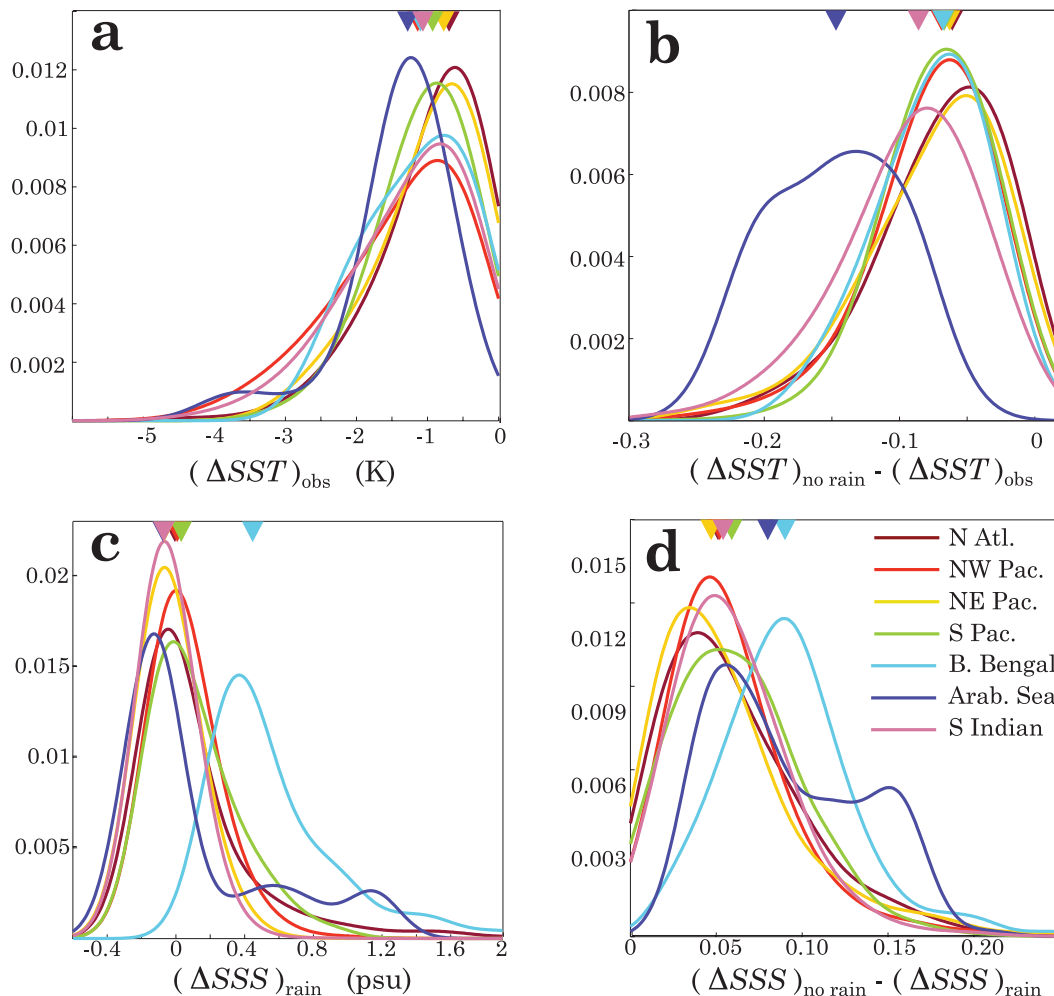 a
0.012
0.01
0.008
0.006
0.004
0.002
-5 -4 -3 -2 -1 0
(ΔSST)obs (K)
b
0.008
0.006
0.004
0.002
-0.3 -0.2 -0.1 0
(ΔSST)no rain - (ΔSST)obs
c
0.02
0.015
0.01
0.005
-0.4 0 0.4 0.8 1.2 1.6 2
(ΔSSS)rain (psu)
d
0.015
0.012
0.009
0.006
0.003
0 0.05 0.10 0.15 0.20
(ΔSSS)no rain - (ΔSSS)rain
N Atl.
NW Pac.
NE Pac.
S Pac.
B. Bengal
Arab. Sea
S Indian